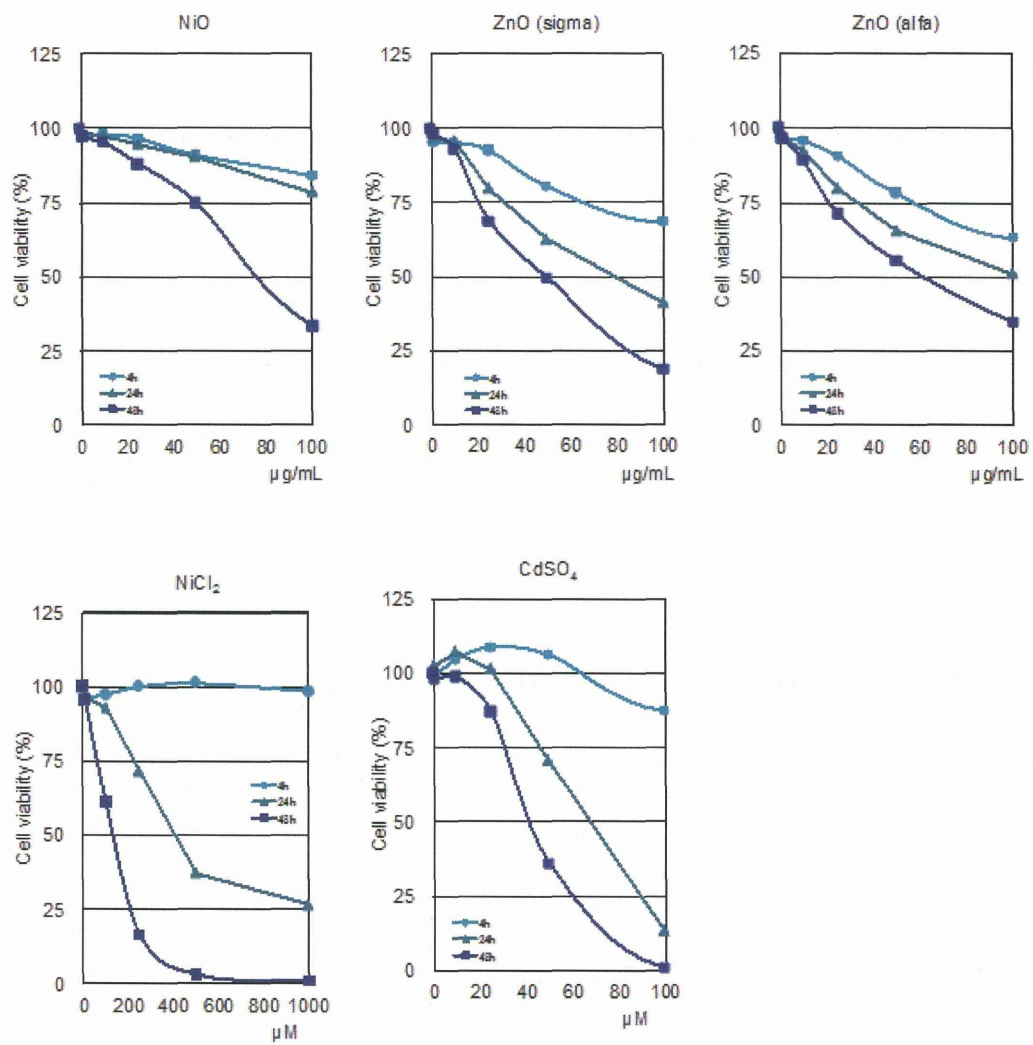 NiO
125
100
75
50
25
0
Cell viability (%)
4h
24h
48h
0 20 40 60 80 100
µg/mL
ZnO (sigma)
125
100
75
50
25
0
Cell viability (%)
4h
24h
48h
0 20 40 60 80 100
µg/mL
ZnO (alfa)
125
100
75
50
25
0
Cell viability (%)
4h
24h
48h
0 20 40 60 80 100
µg/mL
NiCl₂
125
100
75
50
25
0
Cell viability (%)
4h
24h
48h
0 200 400 600 800 1000
µM
CdSO₄
125
100
75
50
25
0
Cell viability (%)
4h
24h
48h
0 20 40 60 80 100
µM